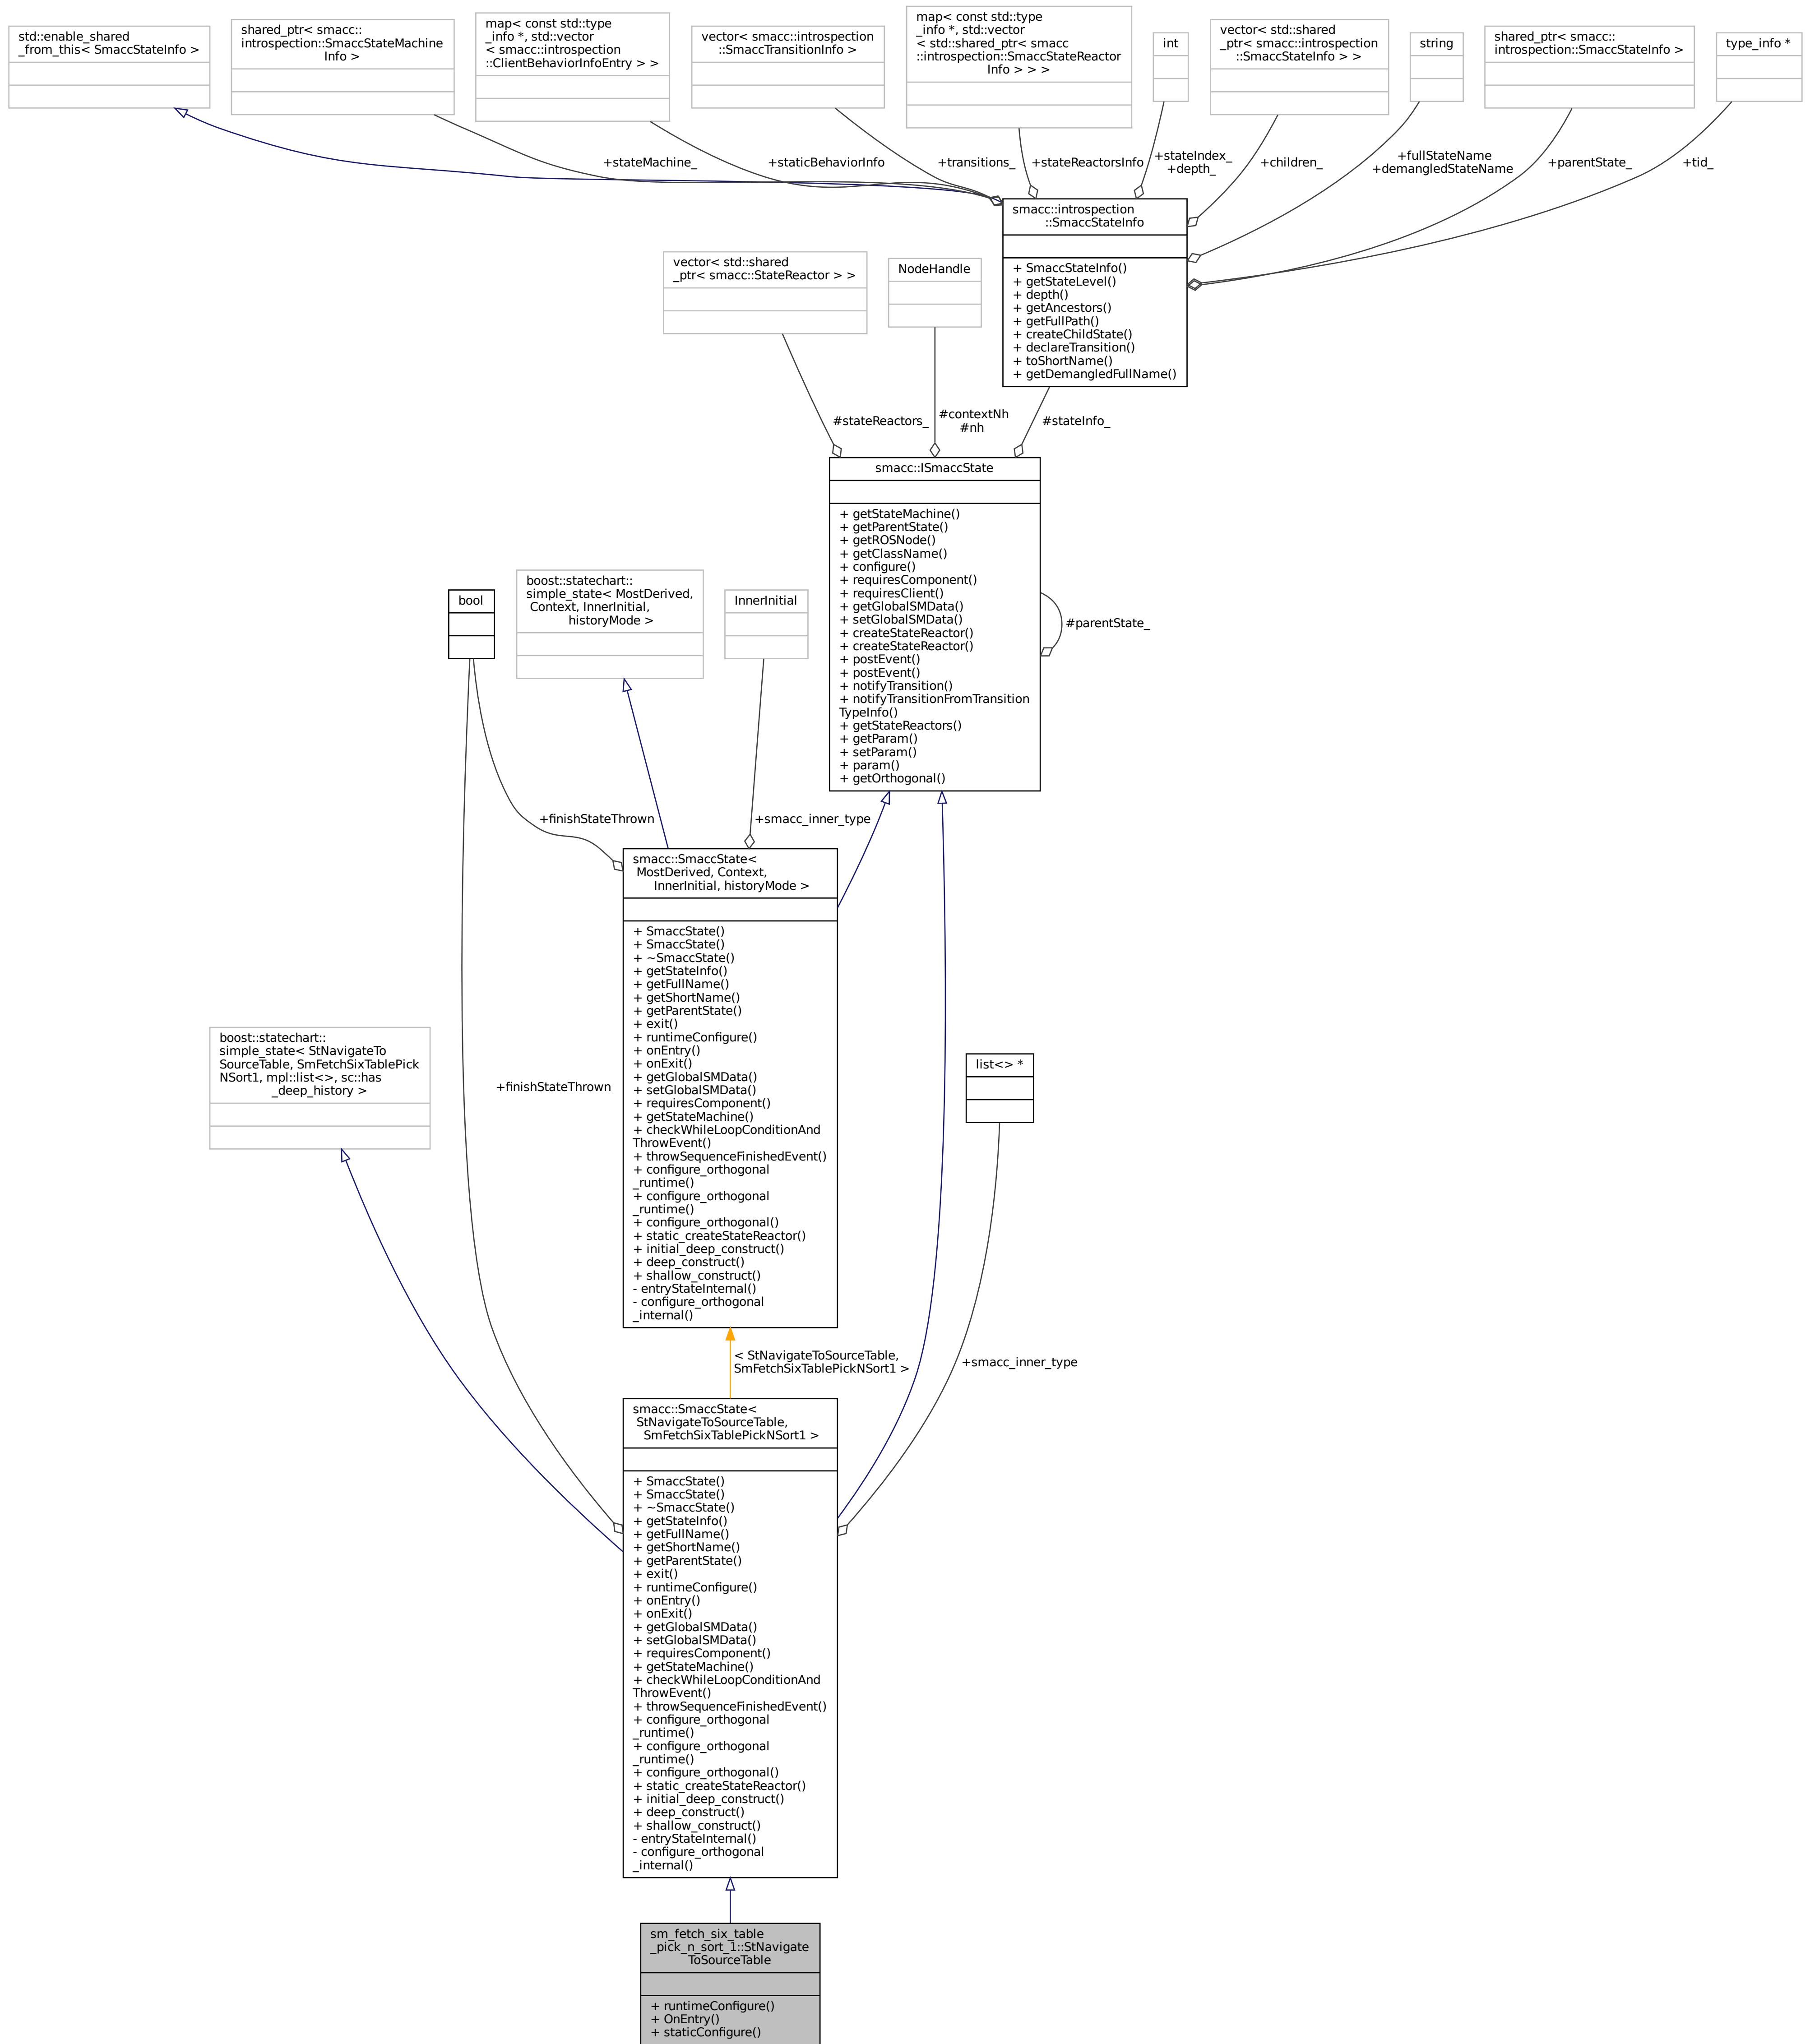 std::enable_shared
_from_this< SmaccStateInfo >
shared_ptr< smacc::
introspection::SmaccStateMachine
Info >
map< const std::type
_info *, std::vector
< smacc::introspection
::ClientBehaviorInfoEntry > >
vector< smacc::introspection
::SmaccTransitionInfo >
map< const std::type
_info *, std::vector
< std::shared_ptr< smacc
::introspection::SmaccStateReactor
Info > > >
int
vector< std::shared
_ptr< smacc::introspection
::SmaccStateInfo > >
string
shared_ptr< smacc::
introspection::SmaccStateInfo >
type_info *
+stateMachine_
+staticBehaviorInfo
+transitions_
+stateReactorsInfo
+stateIndex_
+depth_
+children_
+fullStateName
+demangledStateName
+parentState_
+tid_
smacc::introspection
::SmaccStateInfo
+ SmaccStateInfo()
+ getStateLevel()
+ depth()
+ getAncestors()
+ getFullPath()
+ createChildState()
+ declareTransition()
+ toShortName()
+ getDemangledFullName()
vector< std::shared
_ptr< smacc::StateReactor > >
NodeHandle
#stateReactors_
#contextNh
#nh
#stateInfo_
smacc::ISmaccState
+ getStateMachine()
+ getParentState()
+ getROSNode()
+ getClassName()
+ configure()
+ requiresComponent()
+ requiresClient()
+ getGlobalSMData()
+ setGlobalSMData()
+ createStateReactor()
+ createStateReactor()
+ postEvent()
+ postEvent()
+ notifyTransition()
+ notifyTransitionFromTransition
TypeInfo()
+ getStateReactors()
+ getParam()
+ setParam()
+ param()
+ getOrthogonal()
#parentState_
bool
boost::statechart::
simple_state< MostDerived,
Context, InnerInitial,
historyMode >
InnerInitial
+finishStateThrown
+smacc_inner_type
smacc::SmaccState<
MostDerived, Context,
InnerInitial, historyMode >
+ SmaccState()
+ SmaccState()
+ ~SmaccState()
+ getStateInfo()
+ getFullName()
+ getShortName()
+ getParentState()
+ exit()
+ runtimeConfigure()
+ onEntry()
+ onExit()
+ getGlobalSMData()
+ setGlobalSMData()
+ requiresComponent()
+ getStateMachine()
+ checkWhileLoopConditionAnd
ThrowEvent()
+ throwSequenceFinishedEvent()
+ configure_orthogonal
_runtime()
+ configure_orthogonal
_runtime()
+ configure_orthogonal()
+ static_createStateReactor()
+ initial_deep_construct()
+ deep_construct()
+ shallow_construct()
- entryStateInternal()
- configure_orthogonal
_internal()
boost::statechart::
simple_state< StNavigateTo
SourceTable, SmFetchSixTablePick
NSort1, mpl::list<>, sc::has
_deep_history >
+finishStateThrown
list<> *
< StNavigateToSourceTable,
SmFetchSixTablePickNSort1 >
+smacc_inner_type
smacc::SmaccState<
StNavigateToSourceTable,
SmFetchSixTablePickNSort1 >
+ SmaccState()
+ SmaccState()
+ ~SmaccState()
+ getStateInfo()
+ getFullName()
+ getShortName()
+ getParentState()
+ exit()
+ runtimeConfigure()
+ onEntry()
+ onExit()
+ getGlobalSMData()
+ setGlobalSMData()
+ requiresComponent()
+ getStateMachine()
+ checkWhileLoopConditionAnd
ThrowEvent()
+ throwSequenceFinishedEvent()
+ configure_orthogonal
_runtime()
+ configure_orthogonal
_runtime()
+ configure_orthogonal()
+ static_createStateReactor()
+ initial_deep_construct()
+ deep_construct()
+ shallow_construct()
- entryStateInternal()
- configure_orthogonal
_internal()
sm_fetch_six_table
_pick_n_sort_1::StNavigate
ToSourceTable
+ runtimeConfigure()
+ OnEntry()
+ staticConfigure()